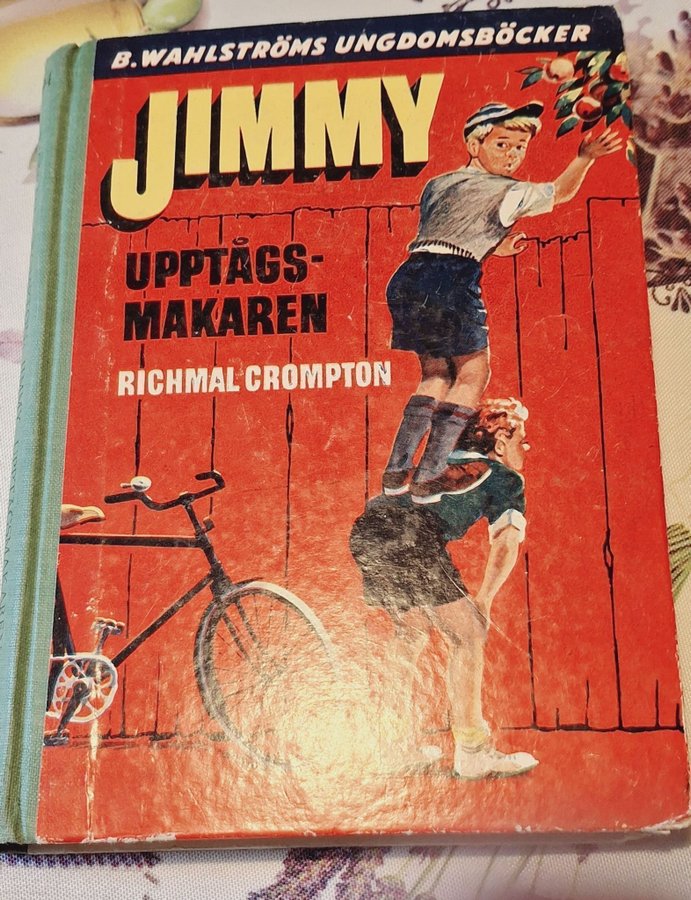 B. WAHLSTRÖMS UNGDOMSBÖCKER
JIMMY
UPPTÅGS-
MAKAREN
RICHMAL CROMPTON